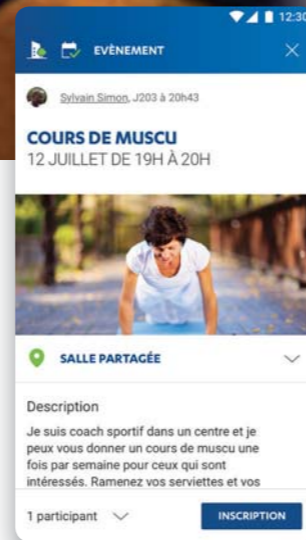 12:30
EVÈNEMENT
Sylvain Simon, J203 à 20h43
COURS DE MUSCU
12 JUILLET DE 19H À 20H
SALLE PARTAGÉE
Description
Je suis coach sportif dans un centre et je
peux vous donner un cours de muscu une
fois par semaine pour ceux qui sont
intéressés. Ramenez vos serviettes et vos
1 participant
INSCRIPTION